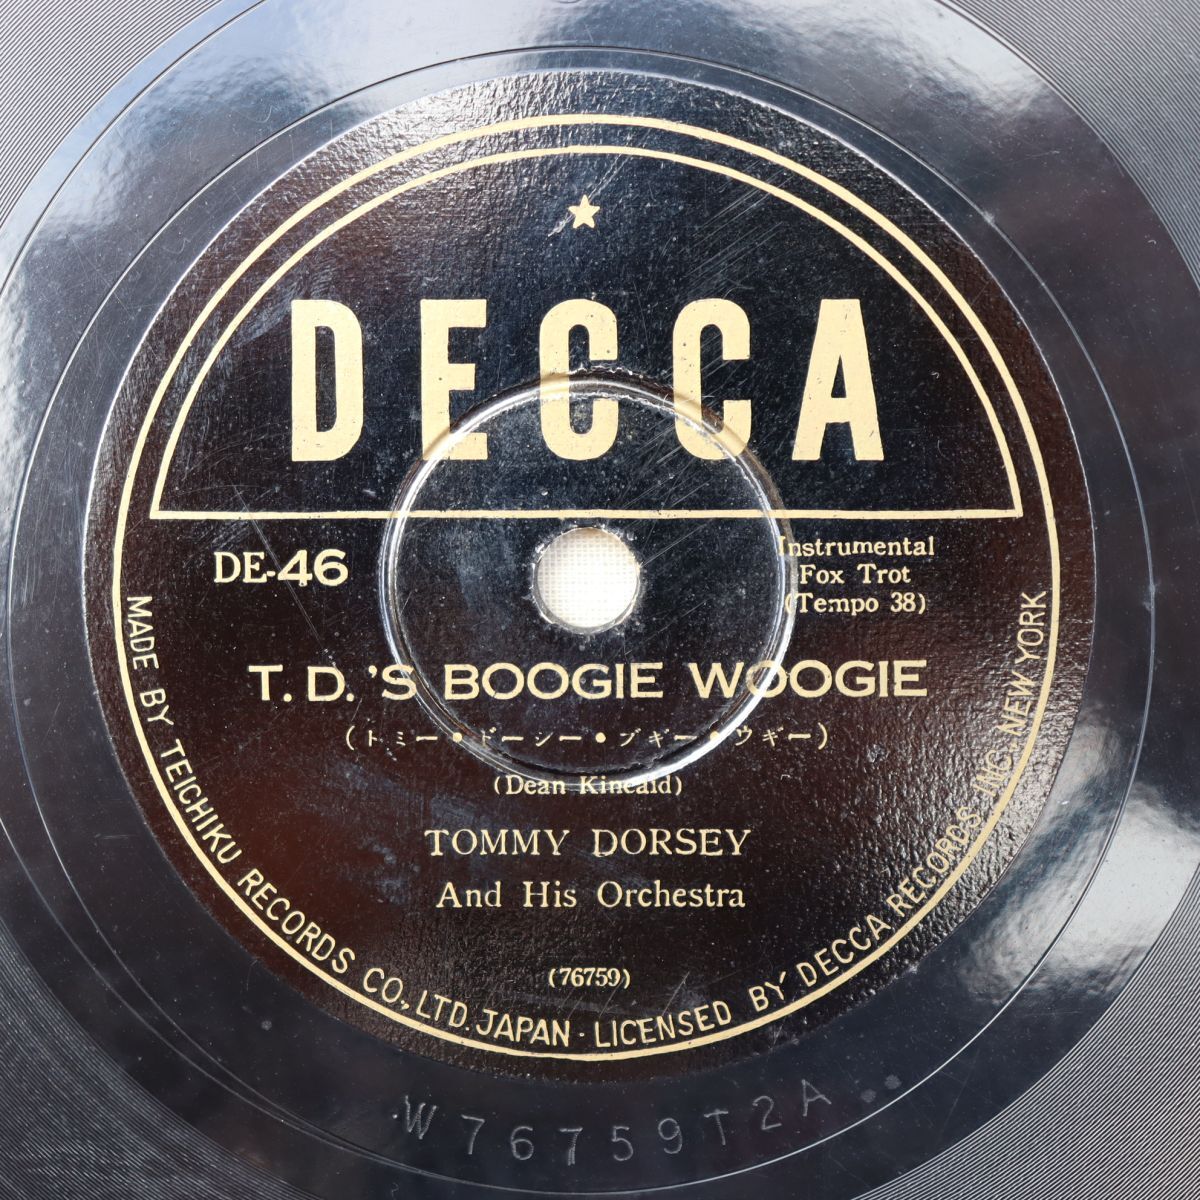 DECCA
DE-46
Instrumental
Fox Trot
(Tempo 38)
T. D. 'S BOOGIE WOOGIE
(トミー・ドーシー・ブギー・ウギー)
(Dean Kincaid)
TOMMY DORSEY
And His Orchestra
(76759)
MADE BY TEICHIKU RECORDS CO., LTD. JAPAN · LICENSED BY DECCA RECORDS INC. NEW YORK
W76759T2A